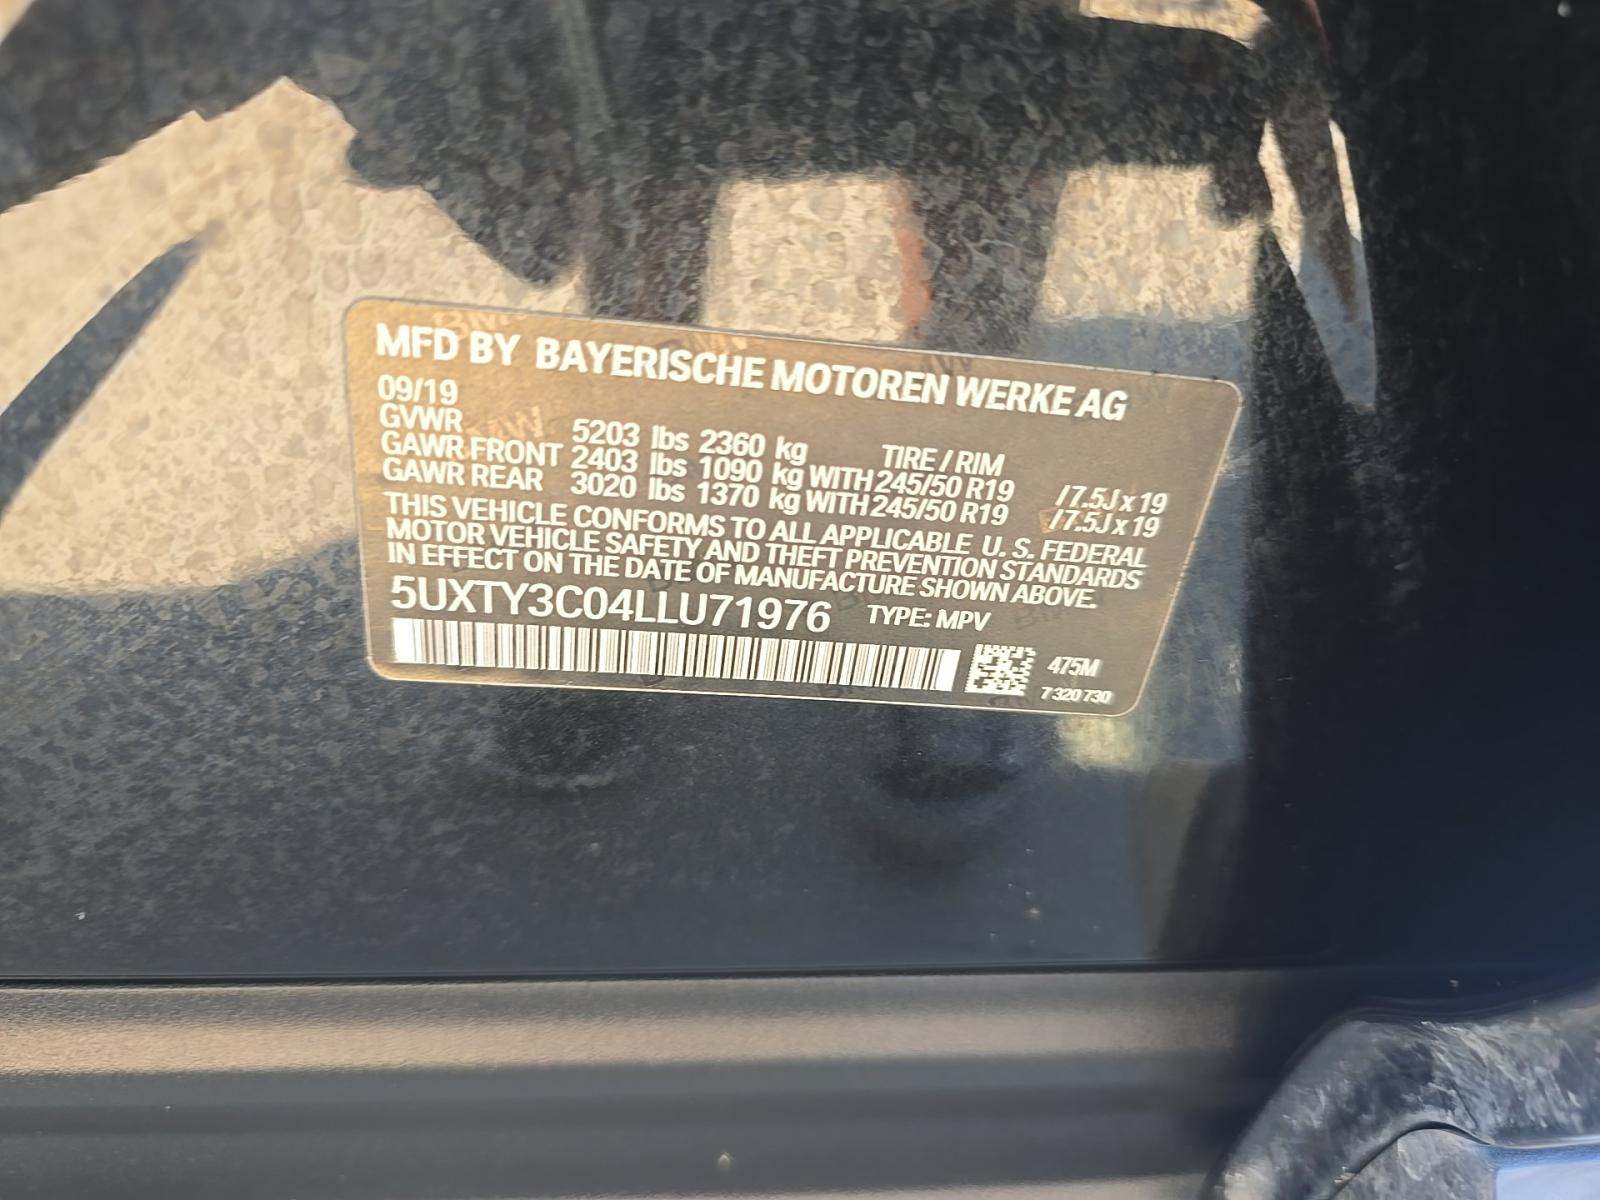 MFD BY BAYERISCHE MOTOREN WERKE AG
09/19
GVWR 5203 lbs 2360 kg TIRE / RIM
GAWR FRONT 2403 lbs 1090 kg WITH 245/50 R19 / 7.5J x 19
GAWR REAR 3020 lbs 1370 kg WITH 245/50 R19 / 7.5J x 19
THIS VEHICLE CONFORMS TO ALL APPLICABLE U. S. FEDERAL
MOTOR VEHICLE SAFETY AND THEFT PREVENTION STANDARDS
IN EFFECT ON THE DATE OF MANUFACTURE SHOWN ABOVE.
5UXTY3C04LLU71976 TYPE: MPV
475M
7 320 730